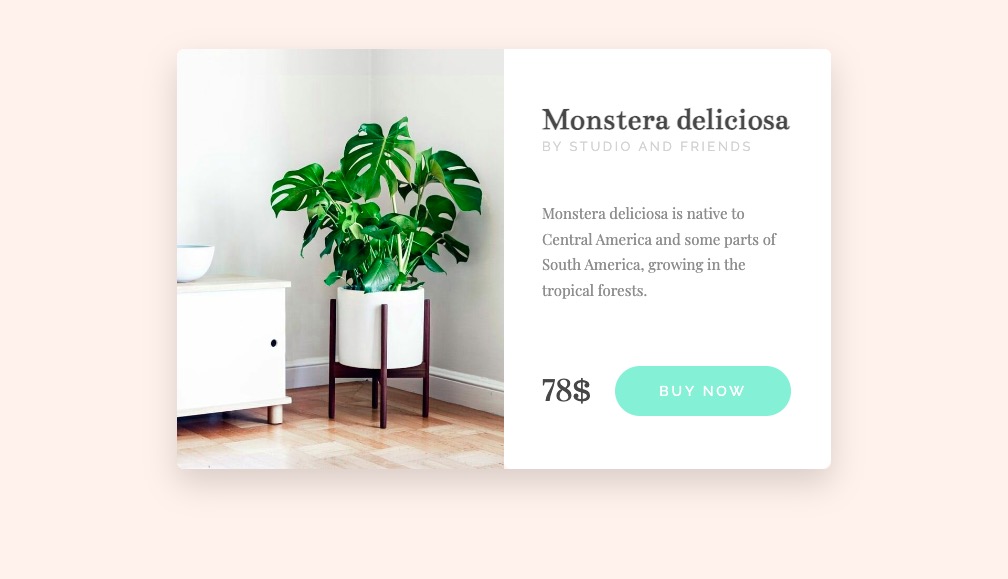 Monstera deliciosa
BY STUDIO AND FRIENDS
Monstera deliciosa is native to
Central America and some parts of
South America, growing in the
tropical forests.
78$
BUY NOW